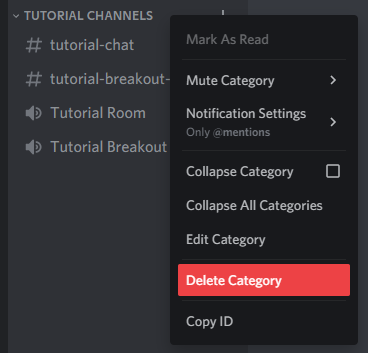 TUTORIAL CHANNELS
tutorial-chat
tutorial-breakout-
Tutorial Room
Tutorial Breakout
Mark As Read
Mute Category
Notification Settings
Only @mentions
Collapse Category
Collapse All Categories
Edit Category
Delete Category
Copy ID